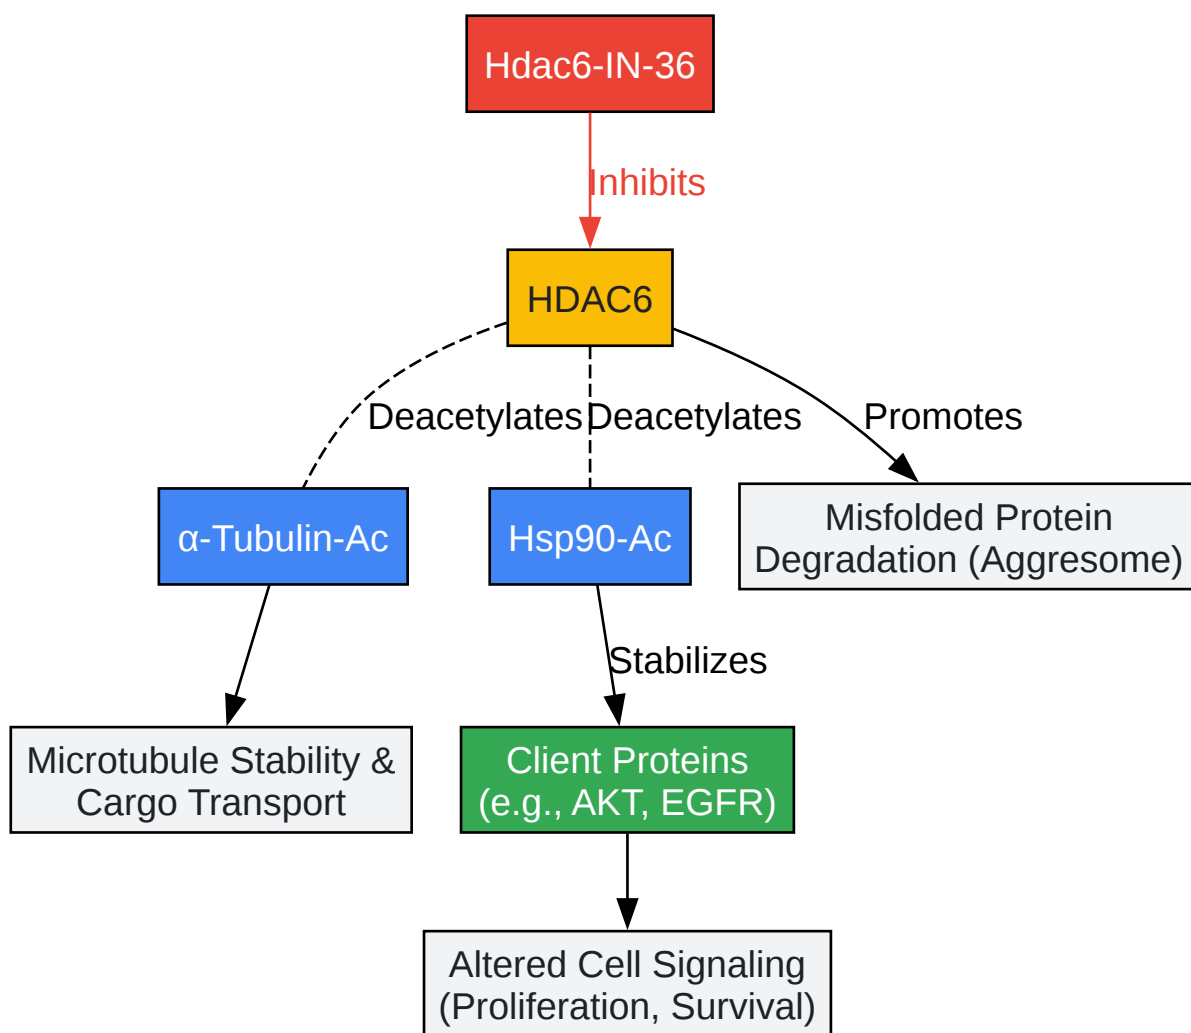 Hdac6-IN-36
Inhibits
HDAC6
Deacetylates
Deacetylates
Promotes
α-Tubulin-Ac
Hsp90-Ac
Misfolded Protein
Degradation (Aggresome)
Stabilizes
Microtubule Stability &
Cargo Transport
Client Proteins
(e.g., AKT, EGFR)
Altered Cell Signaling
(Proliferation, Survival)